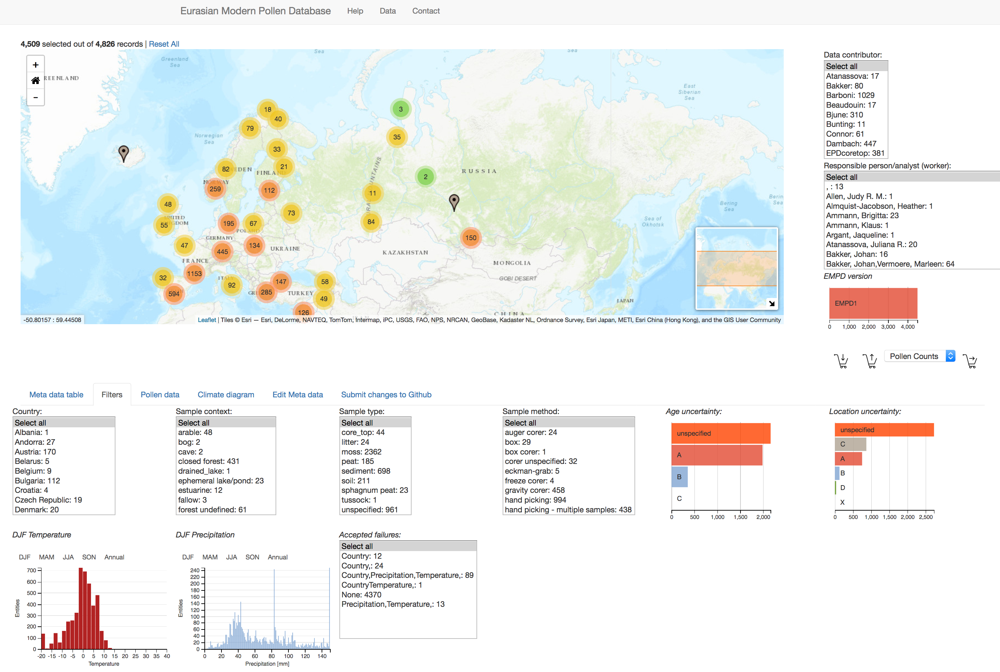 Eurasian Modern Pollen Database Help Data Contact
4,509 selected out of 4,826 records | Reset All
+
−
REENLAND
Greenland
Sea
Sea
Sea
East
Siberian
Sea
Norwegian
Sea
EDEN
FINLA D
RUSSIA
NORWAY
URAL
UNTAINS
UNITED
GDOM
POLAND
GERMANY
UKRAINE
FRANCE
KAZAKHSTAN
MONGOLIA
GOBI DESERT
ITALY
GRE
TURKEY
CHINA
IRAN
JAPAN
Sea of
Okhotsk
Bering
Sea
Berin
Sea
18
40
79
3
35
33
82
21
2
259
112
11
48
73
84
55
195
67
150
47
445
134
1153
32
92
147
58
594
285
49
126
-50.80157 : 59.44508
Leaflet | Tiles © Esri — Esri, DeLorme, NAVTEQ, TomTom, Intermap, iPC, USGS, FAO, NPS, NRCAN, GeoBase, Kadaster NL, Ordnance Survey, Esri Japan, METI, Esri China (Hong Kong), and the GIS User Community
Data contributor:
Select all
Atanassova: 17
Bakker: 80
Barboni: 1029
Beaudouin: 17
Bjune: 310
Bunting: 11
Connor: 61
Dambach: 447
EPDcoretop: 381
Responsible person/analyst (worker):
Select all
, : 13
Allen, Judy R. M.: 1
Almquist-Jacobson, Heather: 1
Ammann, Brigitta: 23
Ammann, Klaus: 1
Argant, Jaqueline: 1
Atanassova, Juliana R.: 20
Bakker, Johan: 16
Bakker, Johan,Vermoere, Marleen: 64
EMPD version
EMPD1
0 1,000 2,000 3,000 4,000
Pollen Counts
Meta data table Filters Pollen data Climate diagram Edit Meta data Submit changes to Github
Country:
Select all
Albania: 1
Andorra: 27
Austria: 170
Belarus: 5
Belgium: 9
Bulgaria: 112
Croatia: 4
Czech Republic: 19
Denmark: 20
Sample context:
Select all
arable: 48
bog: 2
cave: 2
closed forest: 431
drained_lake: 1
ephemeral lake/pond: 23
estuarine: 12
fallow: 3
forest undefined: 61
Sample type:
Select all
core_top: 44
litter: 24
moss: 2362
peat: 185
sediment: 698
soil: 211
sphagnum peat: 23
tussock: 1
unspecified: 961
Sample method:
Select all
auger corer: 24
box: 29
box corer: 1
corer unspecified: 32
eckman-grab: 5
freeze corer: 4
gravity corer: 458
hand picking: 994
hand picking - multiple samples: 438
Age uncertainty:
unspecified
A
B
C
0 500 1,000 1,500 2,000
Location uncertainty:
unspecified
C
A
B
D
X
0 500 1,000 1,500 2,000 2,500
DJF Temperature
DJF MAM JJA SON Annual
700
600
500
400
300
200
100
0
Entities
-20 -15 -10 -5 0 5 10 15 20 25 30 35 40
Temperature
DJF Precipitation
DJF MAM JJA SON Annual
240
220
200
180
160
140
120
100
80
60
40
20
0
Entities
0 20 40 60 80 100 120 140
Precipitation [mm]
Accepted failures:
Select all
Country: 12
Country,: 24
Country,Precipitation,Temperature,: 89
CountryTemperature,: 1
None: 4370
Precipitation,Temperature,: 13